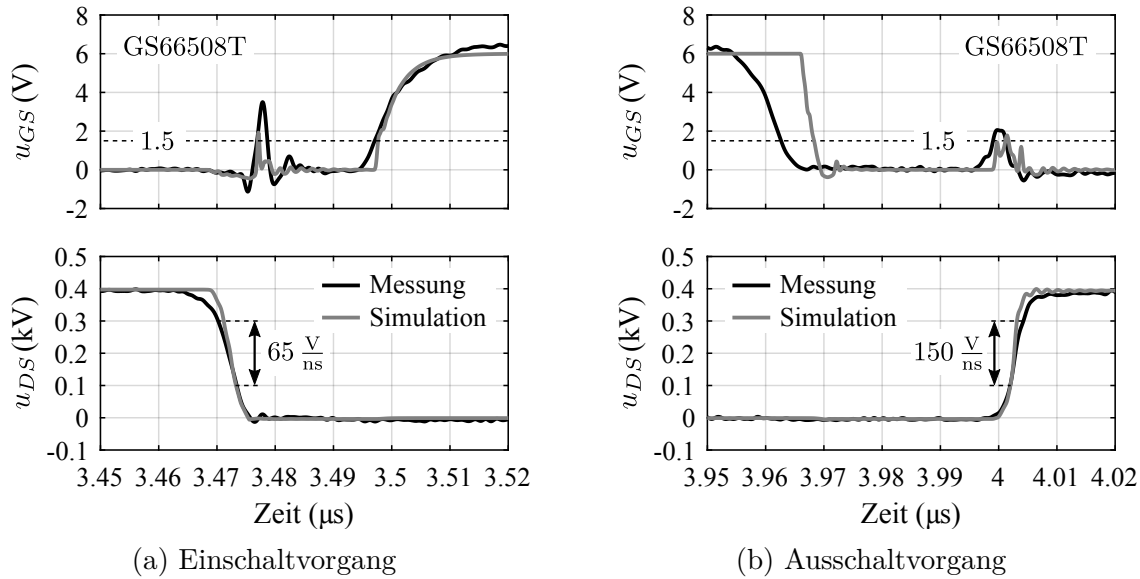 GS66508T
u_GS (V)
8
6
4
2
0
-2
1.5
u_DS (kV)
0.5
0.4
0.3
0.2
0.1
0
-0.1
Messung
Simulation
65 V/ns
3.45 3.46 3.47 3.48 3.49 3.5 3.51 3.52
Zeit (µs)
(a) Einschaltvorgang
GS66508T
u_GS (V)
8
6
4
2
0
-2
1.5
u_DS (kV)
0.5
0.4
0.3
0.2
0.1
0
-0.1
Messung
Simulation
150 V/ns
3.95 3.96 3.97 3.98 3.99 4 4.01 4.02
Zeit (µs)
(b) Ausschaltvorgang